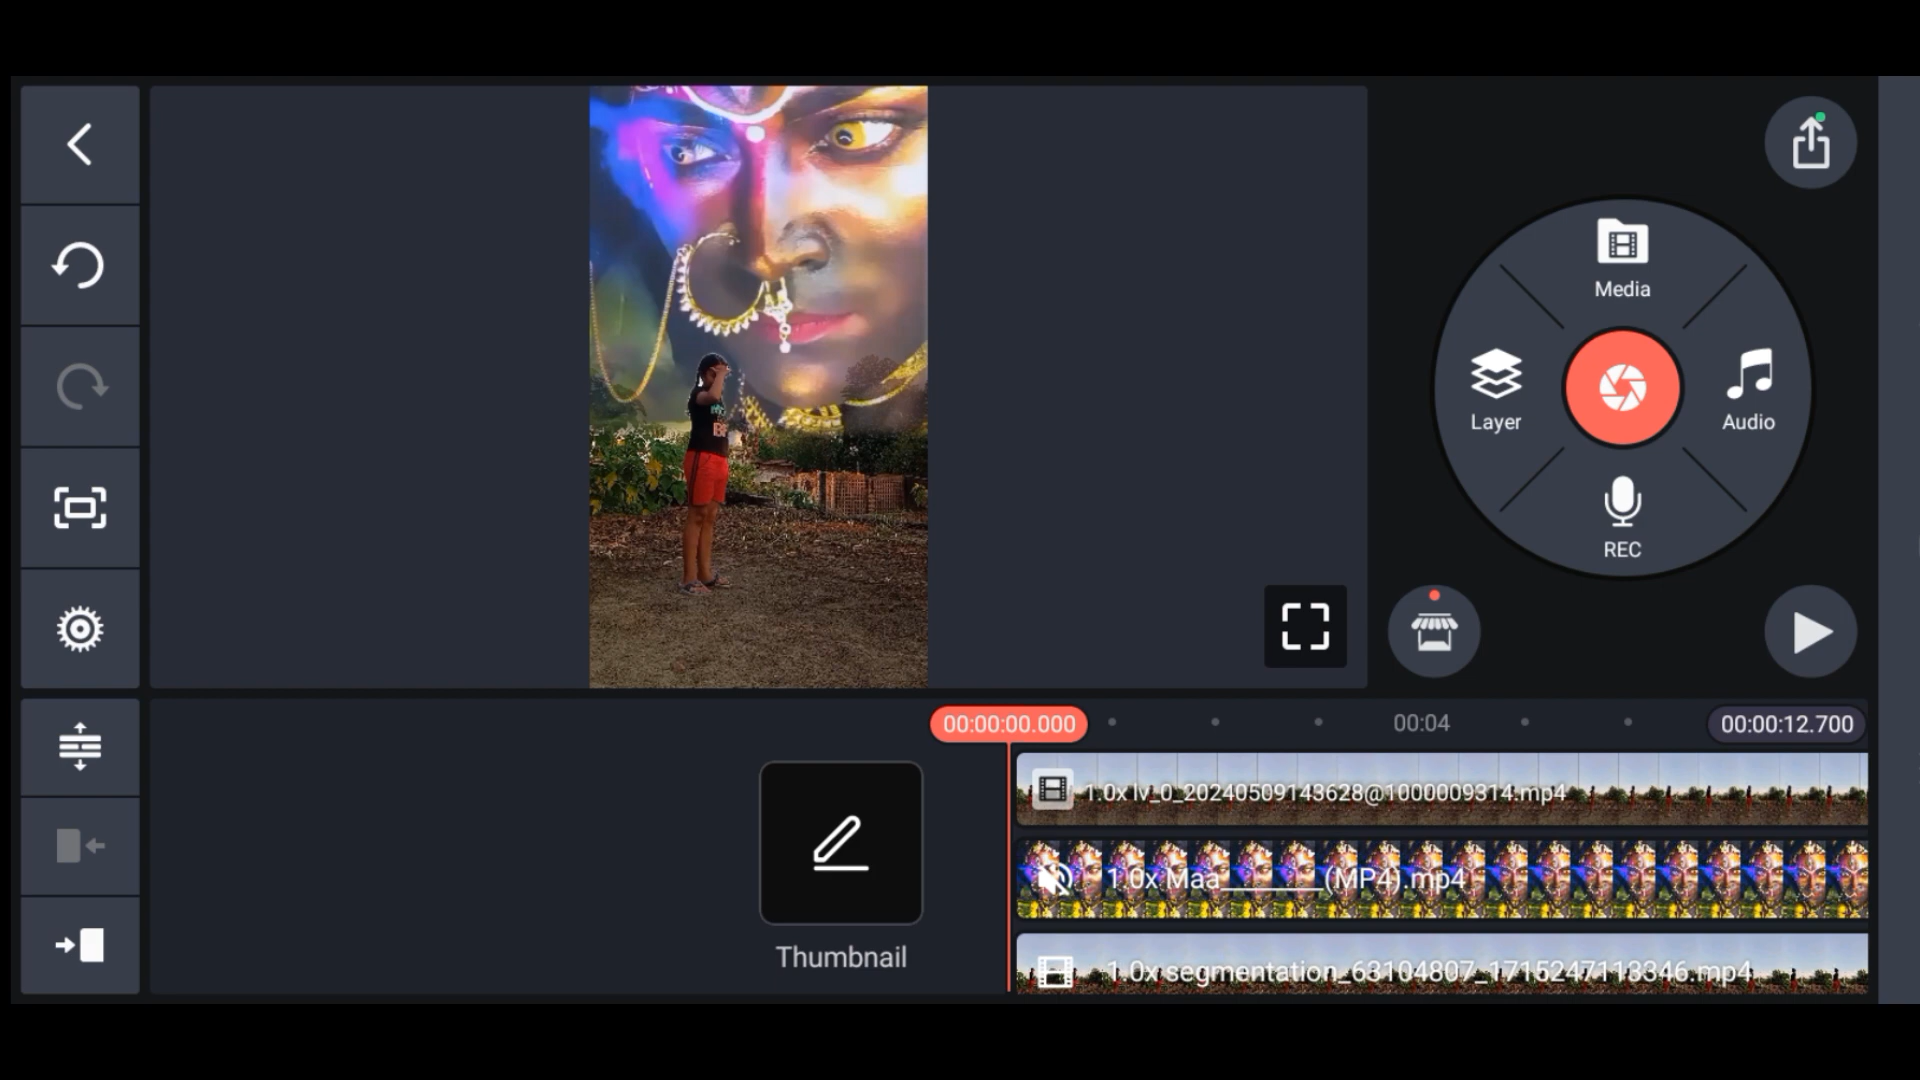 Media
Layer
Audio
REC
00:00:00.000
00:04
00:00:12.700
1.0x lv_0_20240509143628@1000009314.mp4
1.0x Maa_______(MP4).mp4
1.0x segmentation_63104807_1715247113346.mp4
Thumbnail